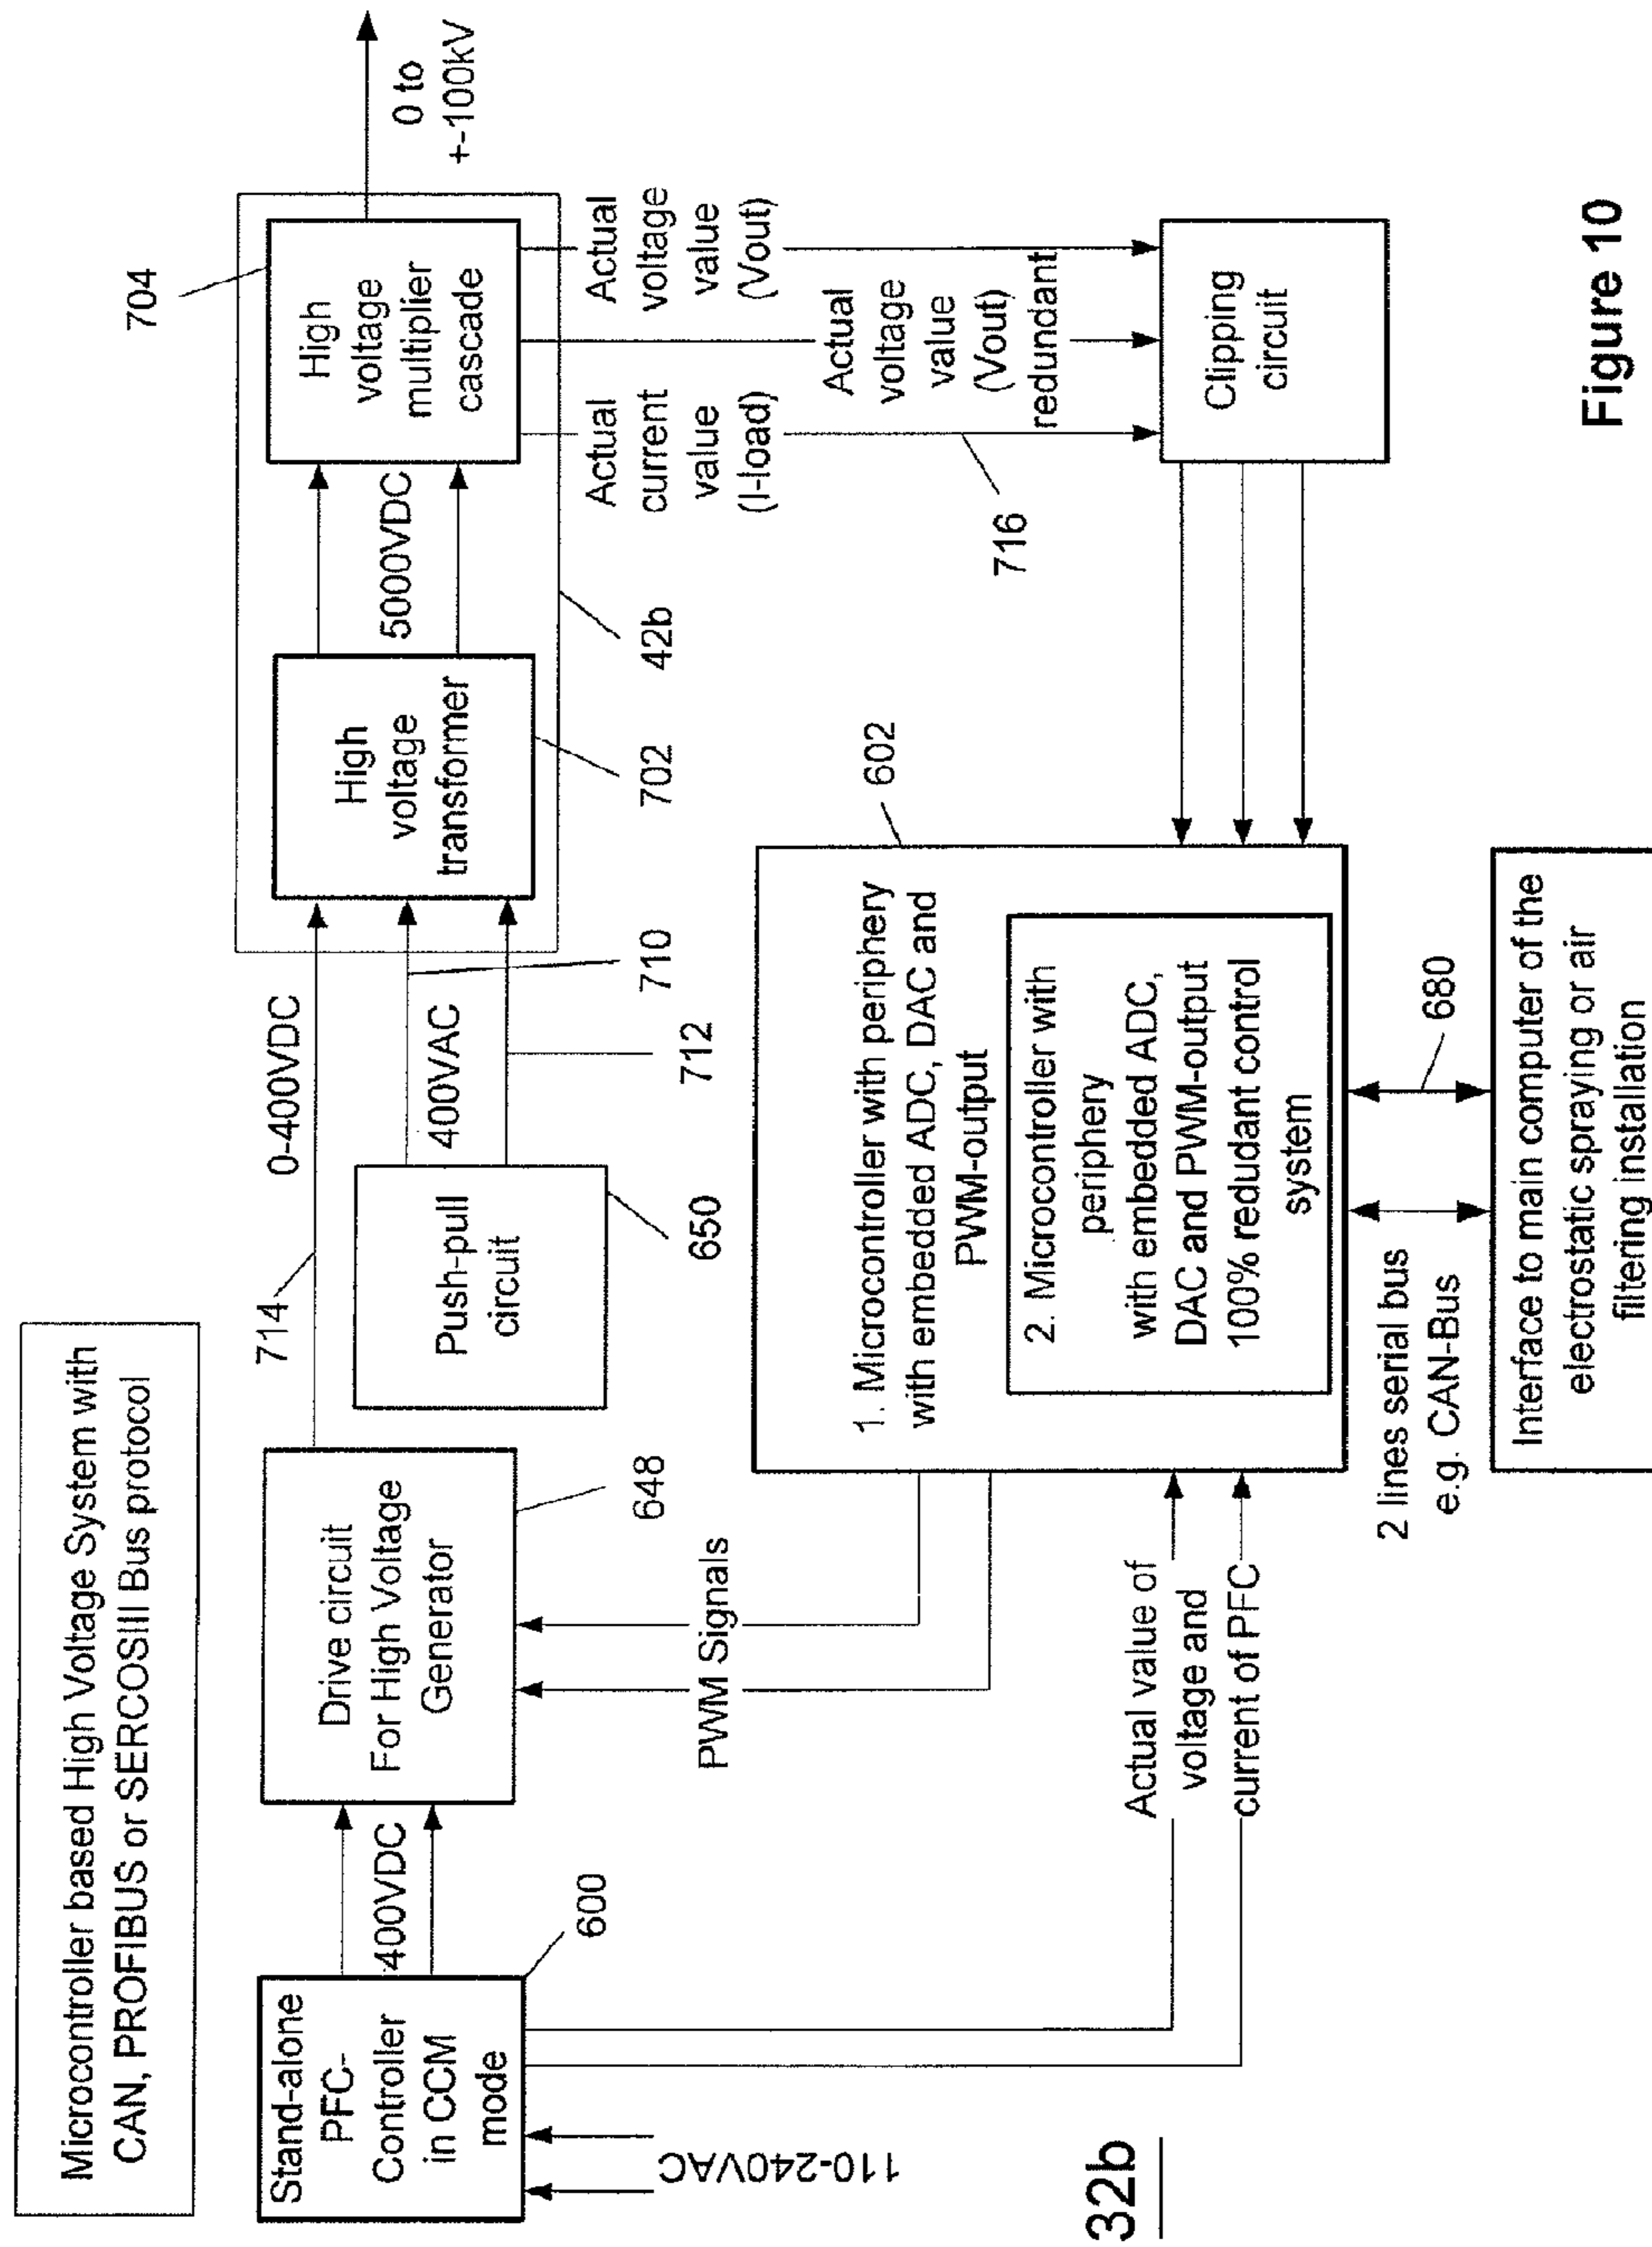 Microcontroller based High Voltage System with
CAN, PROFIBUS or SERCOSIII Bus protocol
Stand-alone
PFC-
Controller
in CCM
mode
600
110-240VAC
400VDC
Drive circuit
For High Voltage
Generator
648
PWM Signals
714
0-400VDC
Push-pull
circuit
650
400VAC
710
712
High
voltage
transformer
702
42b
5000VDC
High
voltage
multiplier
cascade
704
0 to
+-100kV
Actual
current
value
(I-load)
Actual
voltage
value
(Vout)
redundant
Actual
voltage
value
(Vout)
716
Clipping
circuit
602
1. Microcontroller with periphery
with embedded ADC, DAC and
PWM-output
2. Microcontroller with
periphery
with embedded ADC,
DAC and PWM-output
100% redudant control
system
Actual value of
voltage and
current of PFC
2 lines serial bus
e.g. CAN-Bus
680
Interface to main computer of the
electrostatic spraying or air
filtering installation
32b
Figure 10